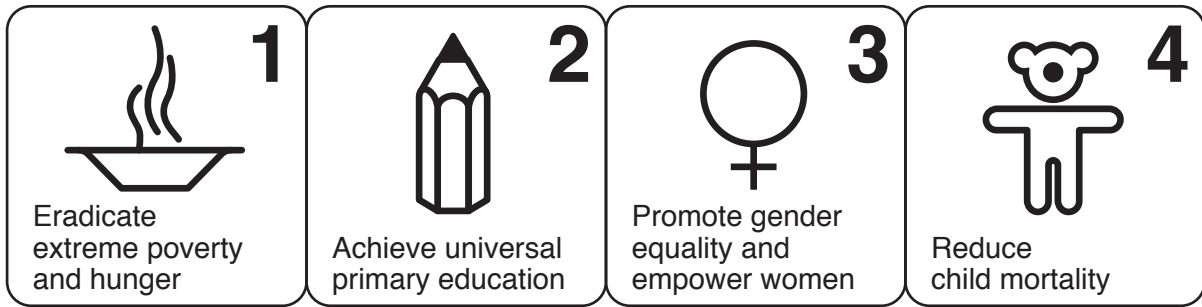 1
Eradicate
extreme poverty
and hunger
2
Achieve universal
primary education
3
Promote gender
equality and
empower women
4
Reduce
child mortality